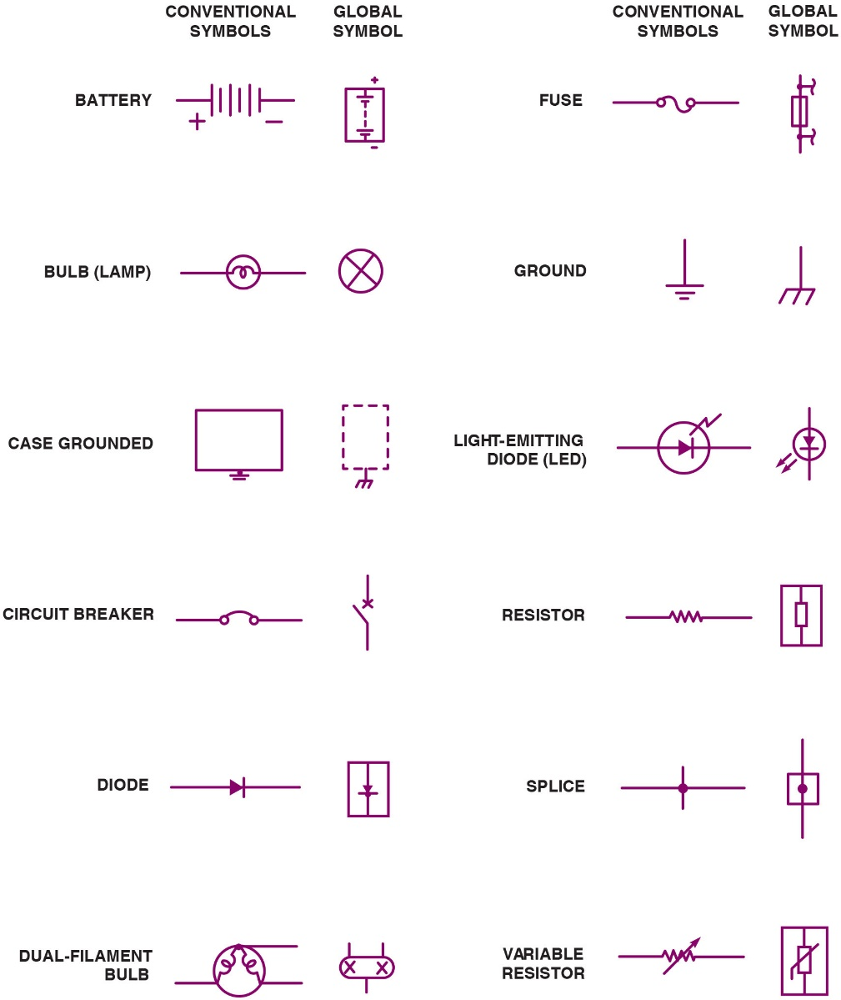 CONVENTIONAL
SYMBOLS
GLOBAL
SYMBOL
CONVENTIONAL
SYMBOLS
GLOBAL
SYMBOL
BATTERY
+
−
+
-
FUSE
BULB (LAMP)
GROUND
CASE GROUNDED
LIGHT-EMITTING
DIODE (LED)
CIRCUIT BREAKER
RESISTOR
DIODE
SPLICE
DUAL-FILAMENT
BULB
VARIABLE
RESISTOR